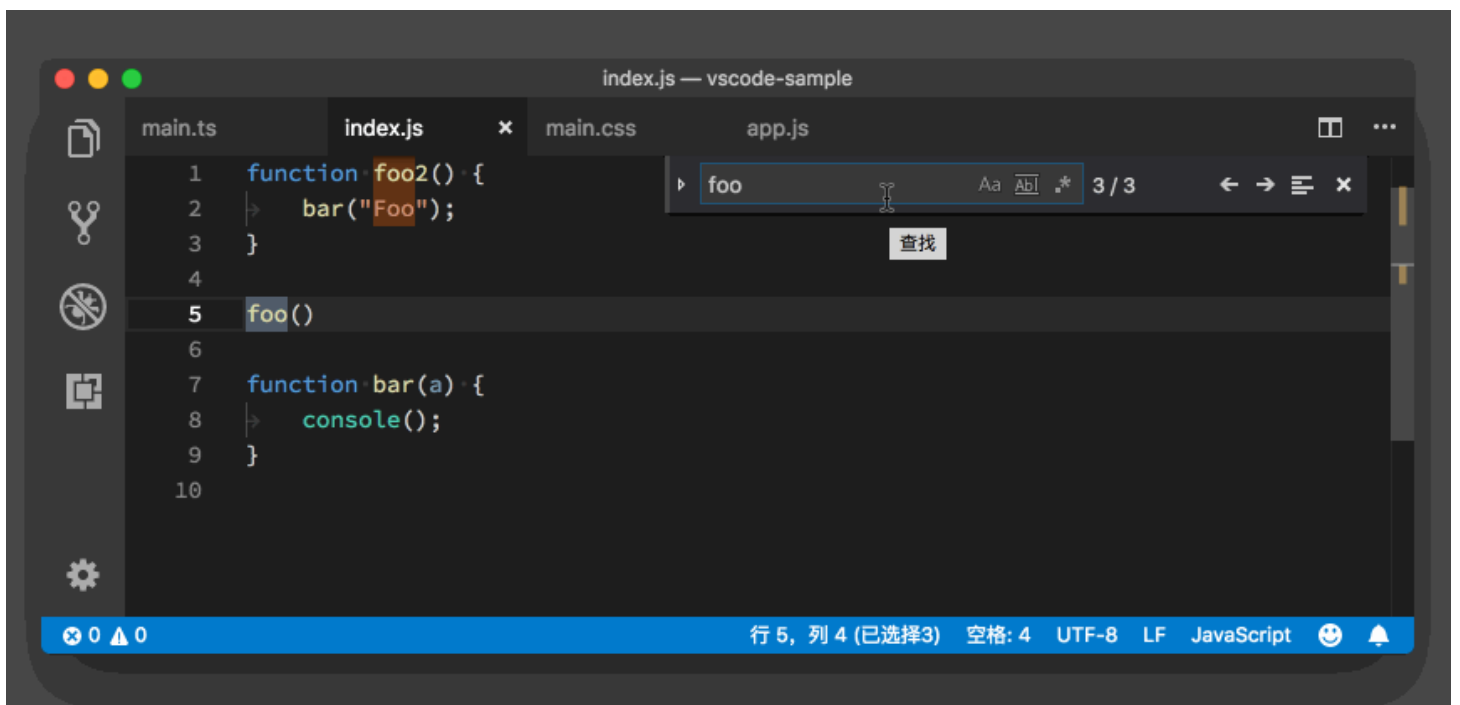 index.js — vscode-sample
main.ts index.js × main.css app.js ···
foo Aa Abl .* 3 / 3
查找
1 function foo2() {
2 bar("Foo");
3 }
4
5 foo()
6
7 function bar(a) {
8 console();
9 }
10
0 0 行 5，列 4 (已选择3) 空格: 4 UTF-8 LF JavaScript